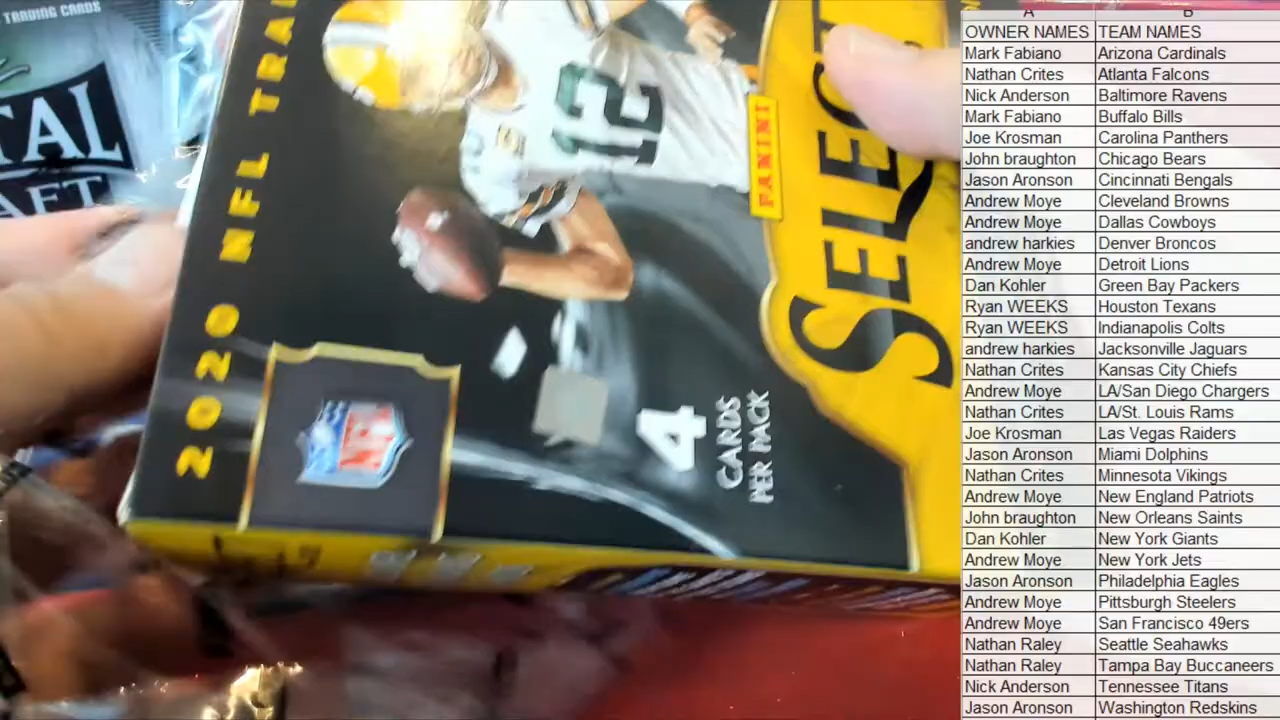 TRADING CARDS
TAL
AFT
2020 NFL TRA
12
PANINI
SELECT
4
CARDS
PER PACK
A B
OWNER NAMES TEAM NAMES
Mark Fabiano Arizona Cardinals
Nathan Crites Atlanta Falcons
Nick Anderson Baltimore Ravens
Mark Fabiano Buffalo Bills
Joe Krosman Carolina Panthers
John braughton Chicago Bears
Jason Aronson Cincinnati Bengals
Andrew Moye Cleveland Browns
Andrew Moye Dallas Cowboys
andrew harkies Denver Broncos
Andrew Moye Detroit Lions
Dan Kohler Green Bay Packers
Ryan WEEKS Houston Texans
Ryan WEEKS Indianapolis Colts
andrew harkies Jacksonville Jaguars
Nathan Crites Kansas City Chiefs
Andrew Moye LA/San Diego Chargers
Nathan Crites LA/St. Louis Rams
Joe Krosman Las Vegas Raiders
Jason Aronson Miami Dolphins
Nathan Crites Minnesota Vikings
Andrew Moye New England Patriots
John braughton New Orleans Saints
Dan Kohler New York Giants
Andrew Moye New York Jets
Jason Aronson Philadelphia Eagles
Andrew Moye Pittsburgh Steelers
Andrew Moye San Francisco 49ers
Nathan Raley Seattle Seahawks
Nathan Raley Tampa Bay Buccaneers
Nick Anderson Tennessee Titans
Jason Aronson Washington Redskins